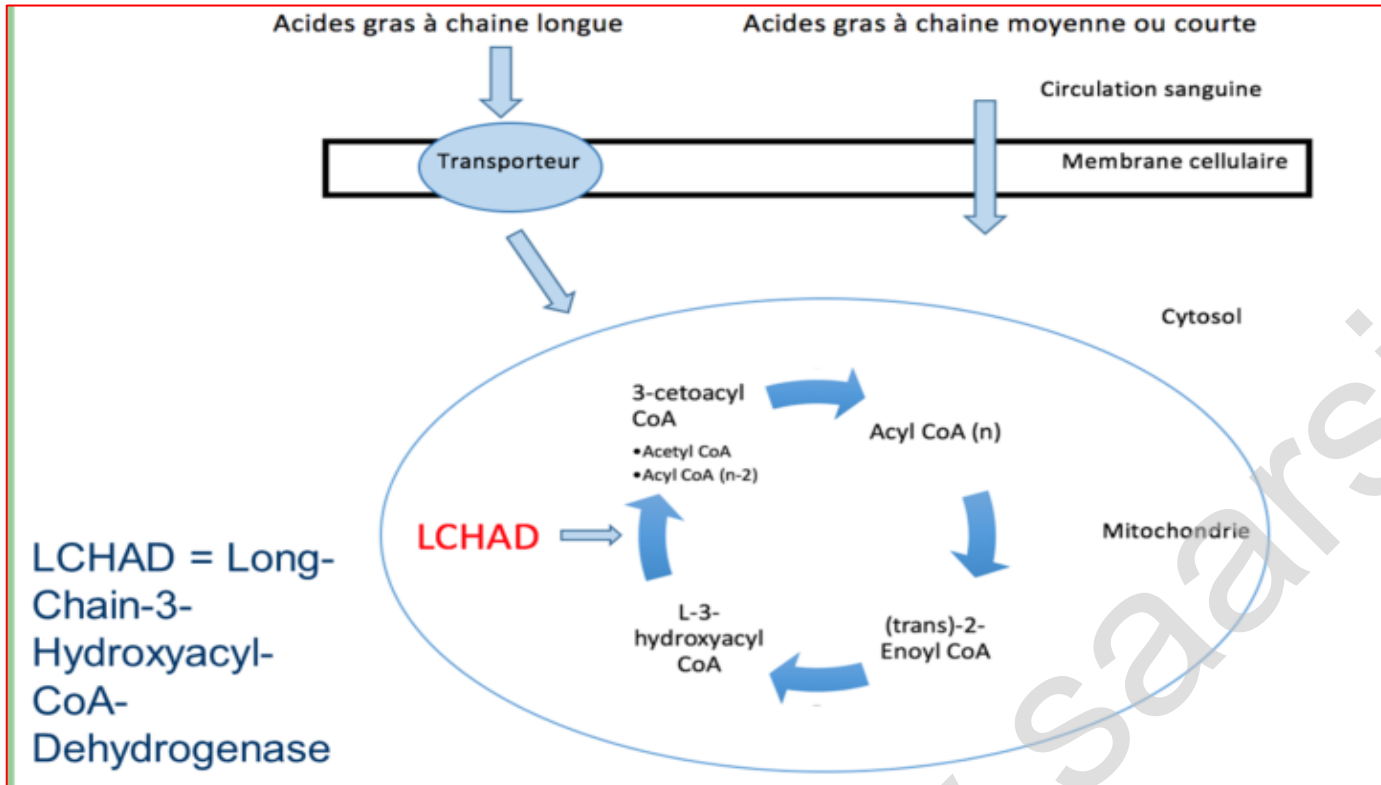 Acides gras à chaine longue
Acides gras à chaine moyenne ou courte
Circulation sanguine
Transporteur
Membrane cellulaire
Cytosol
3-cetoacyl
CoA
•Acetyl CoA
•Acyl CoA (n-2)
Acyl CoA (n)
LCHAD
Mitochondrie
L-3-
hydroxyacyl
CoA
(trans)-2-
Enoyl CoA
LCHAD = Long-
Chain-3-
Hydroxyacyl-
CoA-
Dehydrogenase
saarsi